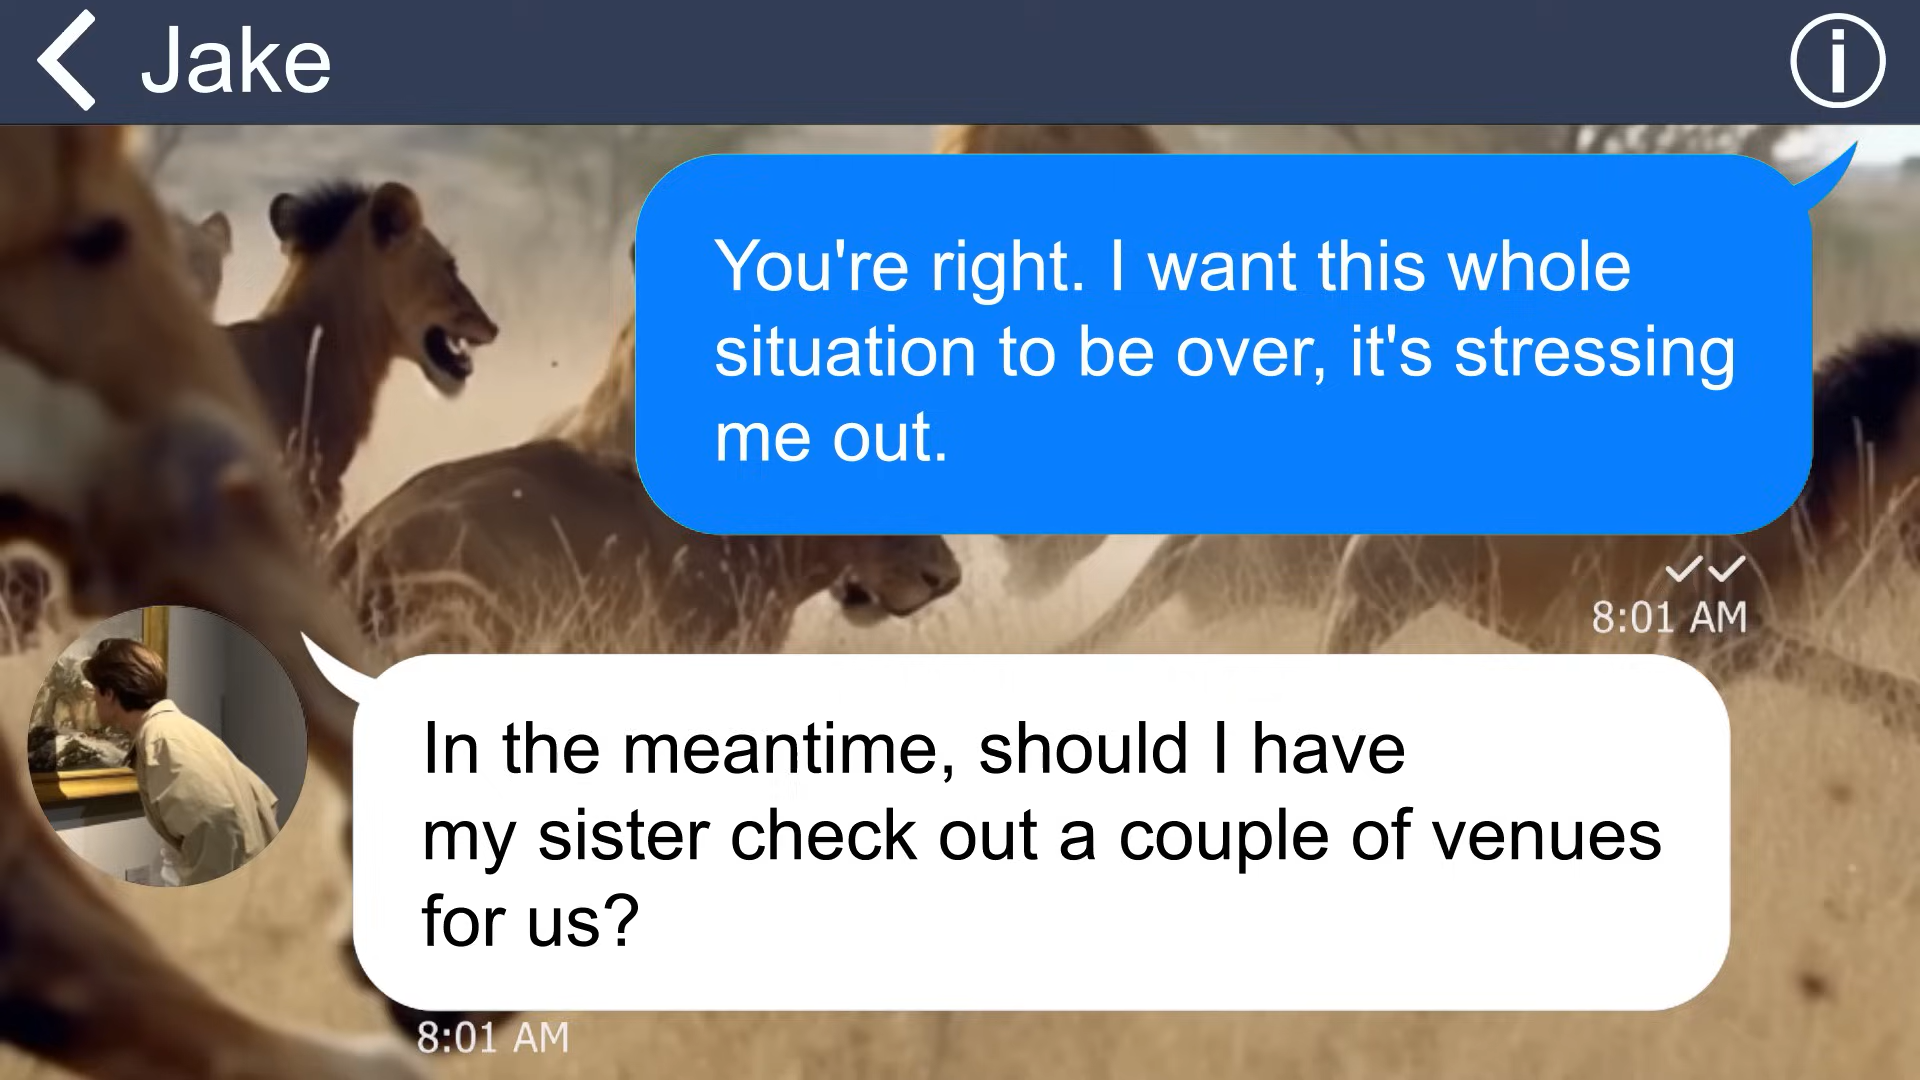 Jake
You're right. I want this whole
situation to be over, it's stressing
me out.
8:01 AM
In the meantime, should I have
my sister check out a couple of venues
for us?
8:01 AM